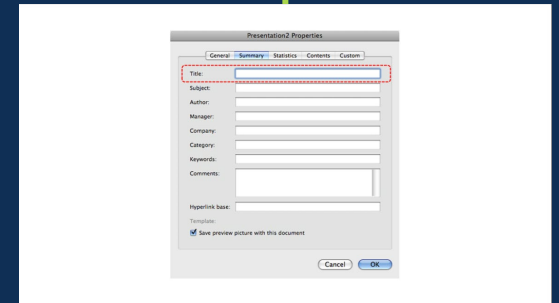 Presentation2 Properties
General Summary Statistics Contents Custom
Title:
Subject:
Author:
Manager:
Company:
Category:
Keywords:
Comments:
Hyperlink base:
Template:
Save preview picture with this document
Cancel OK